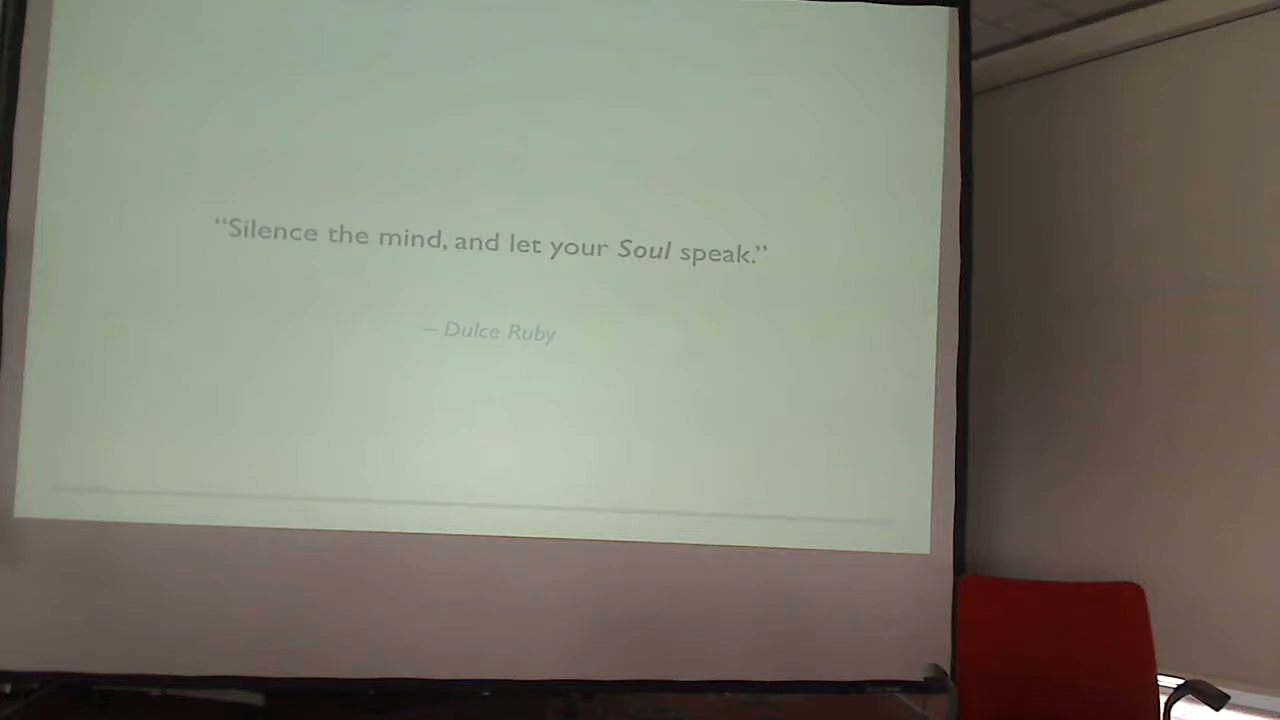 “Silence the mind, and let your Soul speak.”
– Dulce Ruby